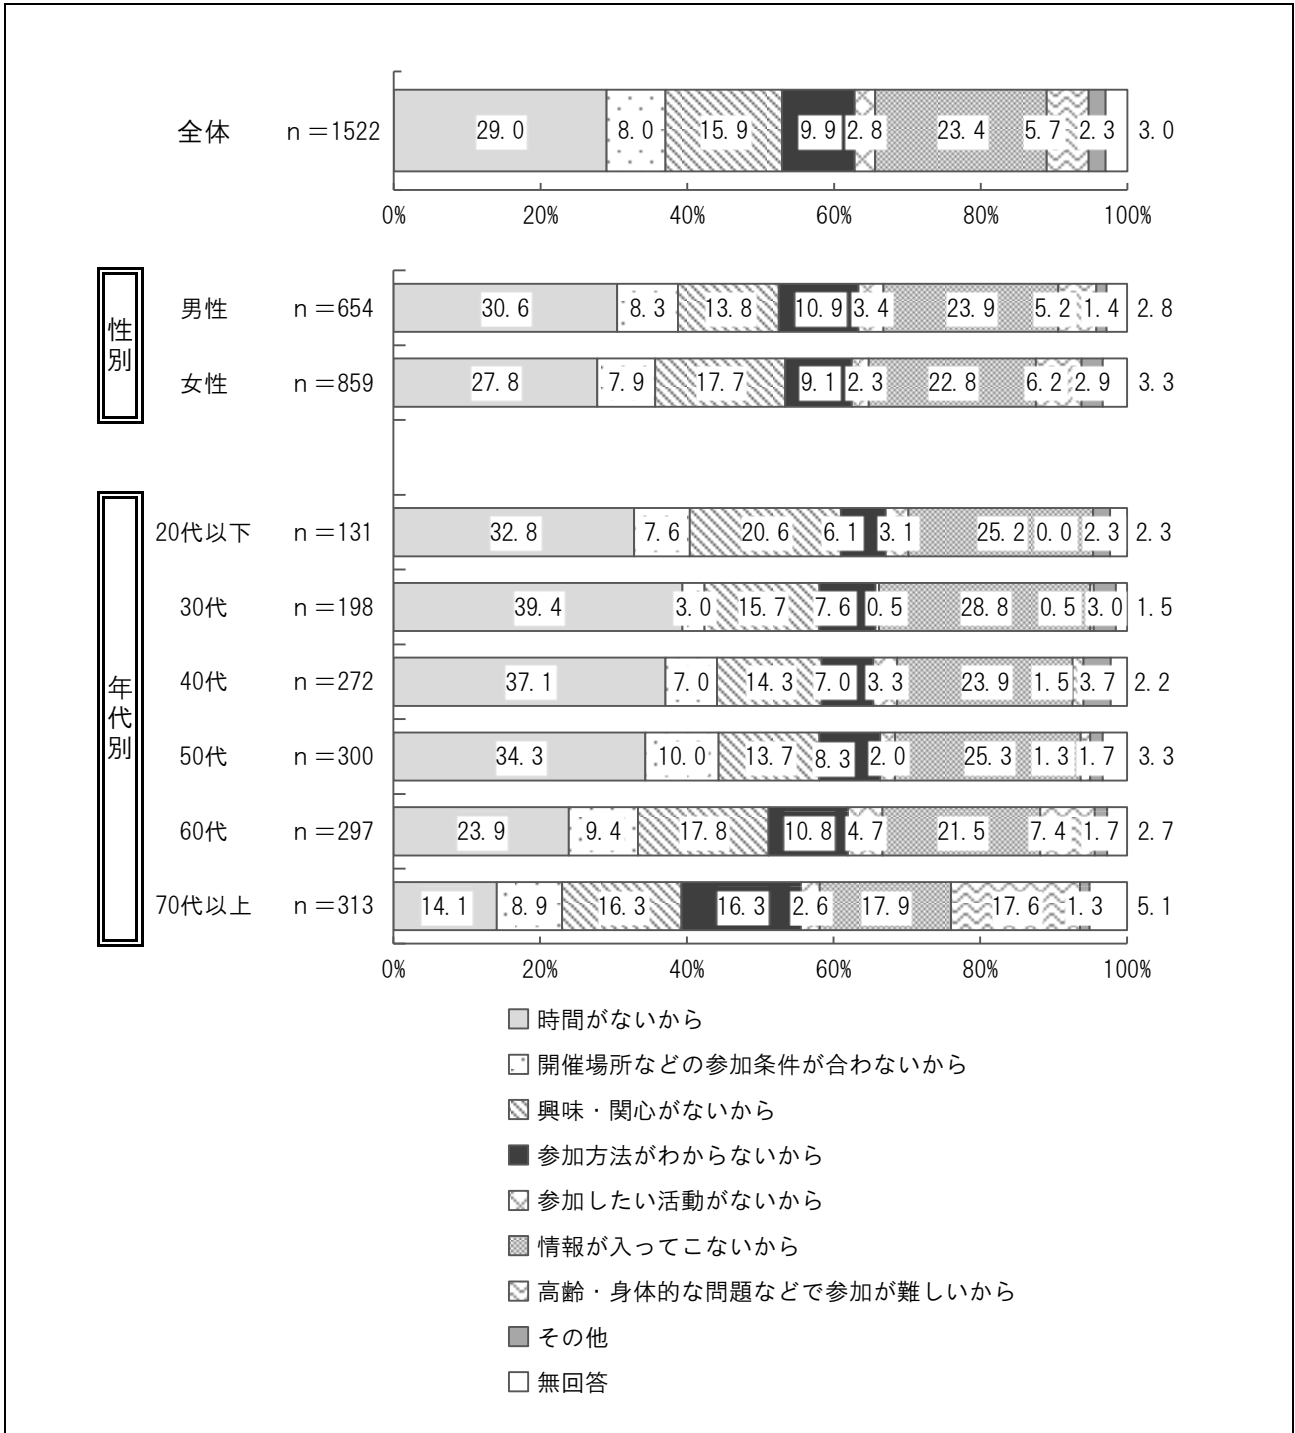 全体 n＝1522 29.0 8.0 15.9 9.9 2.8 23.4 5.7 2.3 3.0
0% 20% 40% 60% 80% 100%
性別
男性 n＝654 30.6 8.3 13.8 10.9 3.4 23.9 5.2 1.4 2.8
女性 n＝859 27.8 7.9 17.7 9.1 2.3 22.8 6.2 2.9 3.3
年代別
20代以下 n＝131 32.8 7.6 20.6 6.1 3.1 25.2 0.0 2.3 2.3
30代 n＝198 39.4 3.0 15.7 7.6 0.5 28.8 0.5 3.0 1.5
40代 n＝272 37.1 7.0 14.3 7.0 3.3 23.9 1.5 3.7 2.2
50代 n＝300 34.3 10.0 13.7 8.3 2.0 25.3 1.3 1.7 3.3
60代 n＝297 23.9 9.4 17.8 10.8 4.7 21.5 7.4 1.7 2.7
70代以上 n＝313 14.1 8.9 16.3 16.3 2.6 17.9 17.6 1.3 5.1
0% 20% 40% 60% 80% 100%
時間がないから
開催場所などの参加条件が合わないから
興味・関心がないから
参加方法がわからないから
参加したい活動がないから
情報が入ってこないから
高齢・身体的な問題などで参加が難しいから
その他
無回答